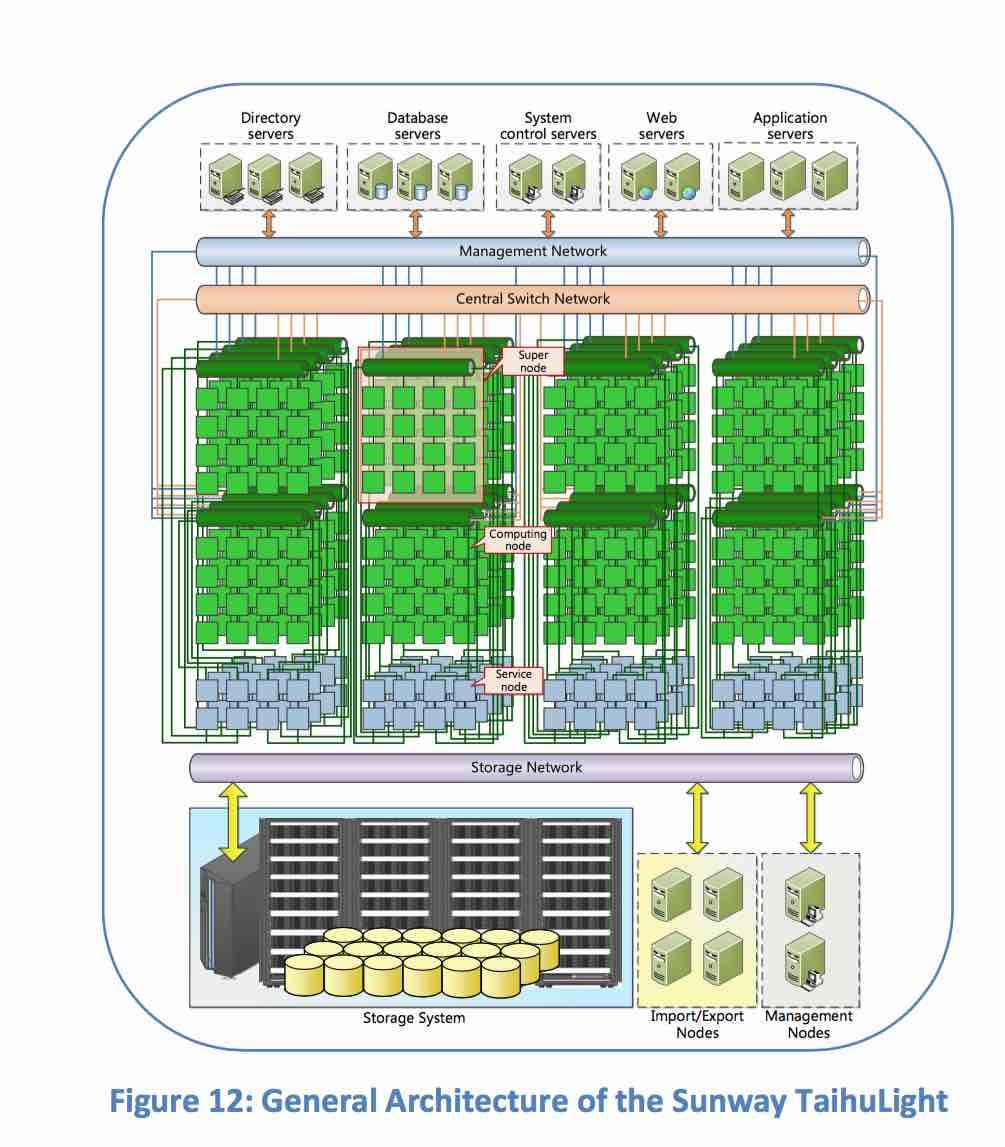 Directory
servers
Database
servers
System
control servers
Web
servers
Application
servers
Management Network
Central Switch Network
Super
node
Computing
node
Service
node
Storage Network
Storage System
Import/Export
Nodes
Management
Nodes
Figure 12: General Architecture of the Sunway TaihuLight